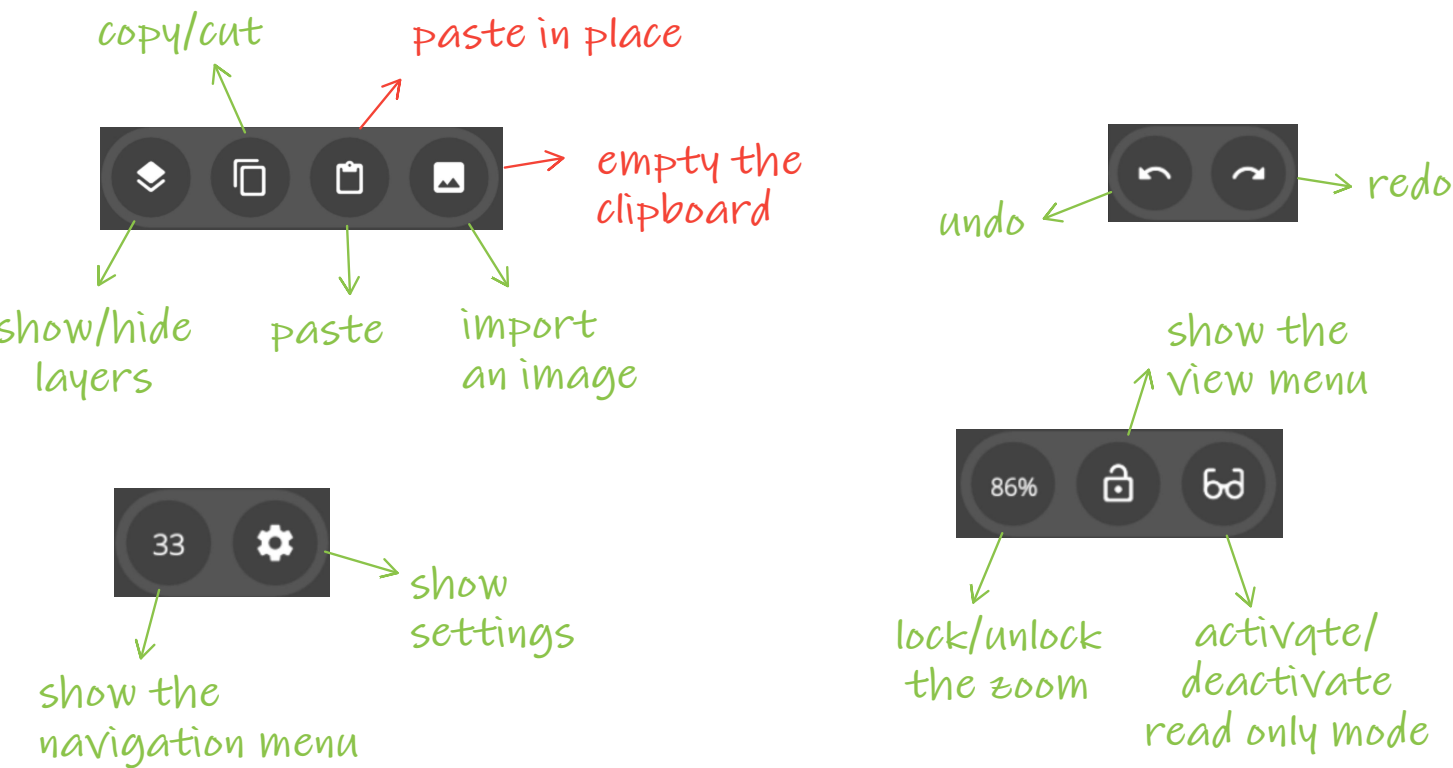 copy/cut
paste in place
empty the
clipboard
show/hide
layers
paste
import
an image
undo
redo
show the
view menu
86%
33
show
settings
show the
navigation menu
lock/unlock
the zoom
activate/
deactivate
read only mode